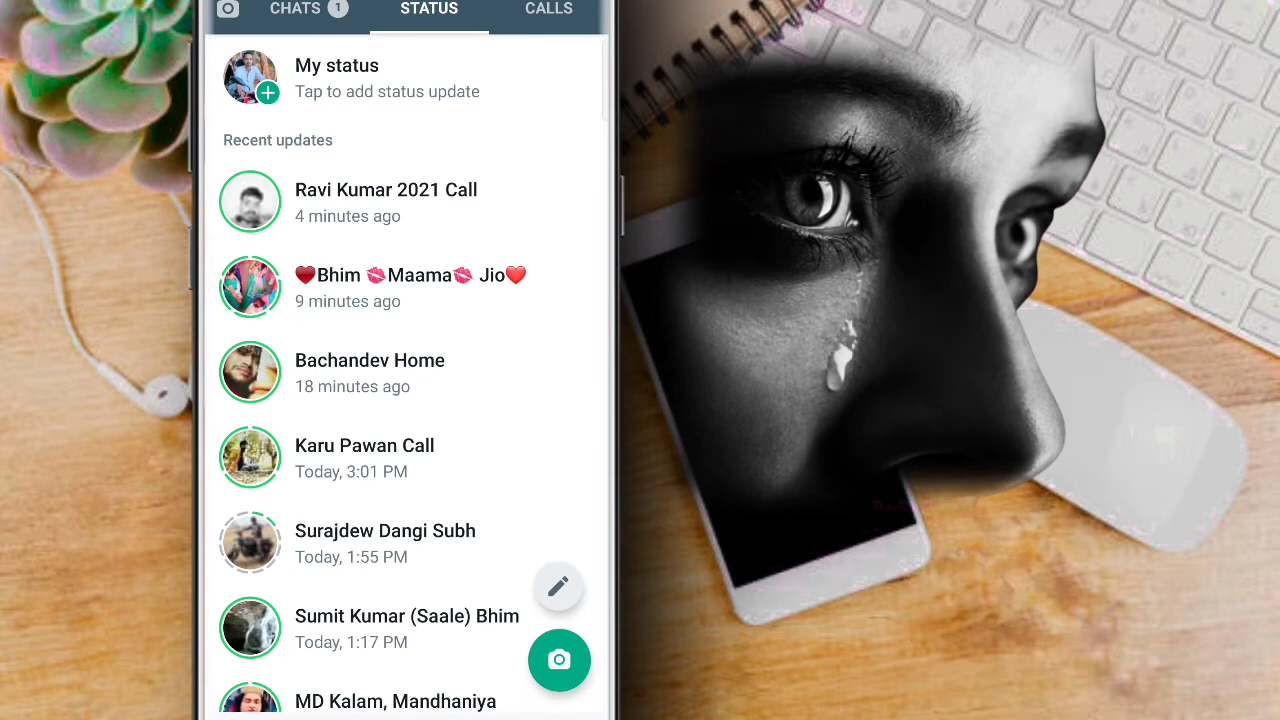 CHATS 1 STATUS CALLS
My status
Tap to add status update
Recent updates
Ravi Kumar 2021 Call
4 minutes ago
❤️Bhim 💋Maama💋 Jio❤️
9 minutes ago
Bachandev Home
18 minutes ago
Karu Pawan Call
Today, 3:01 PM
Surajdew Dangi Subh
Today, 1:55 PM
Sumit Kumar (Saale) Bhim
Today, 1:17 PM
MD Kalam, Mandhaniya